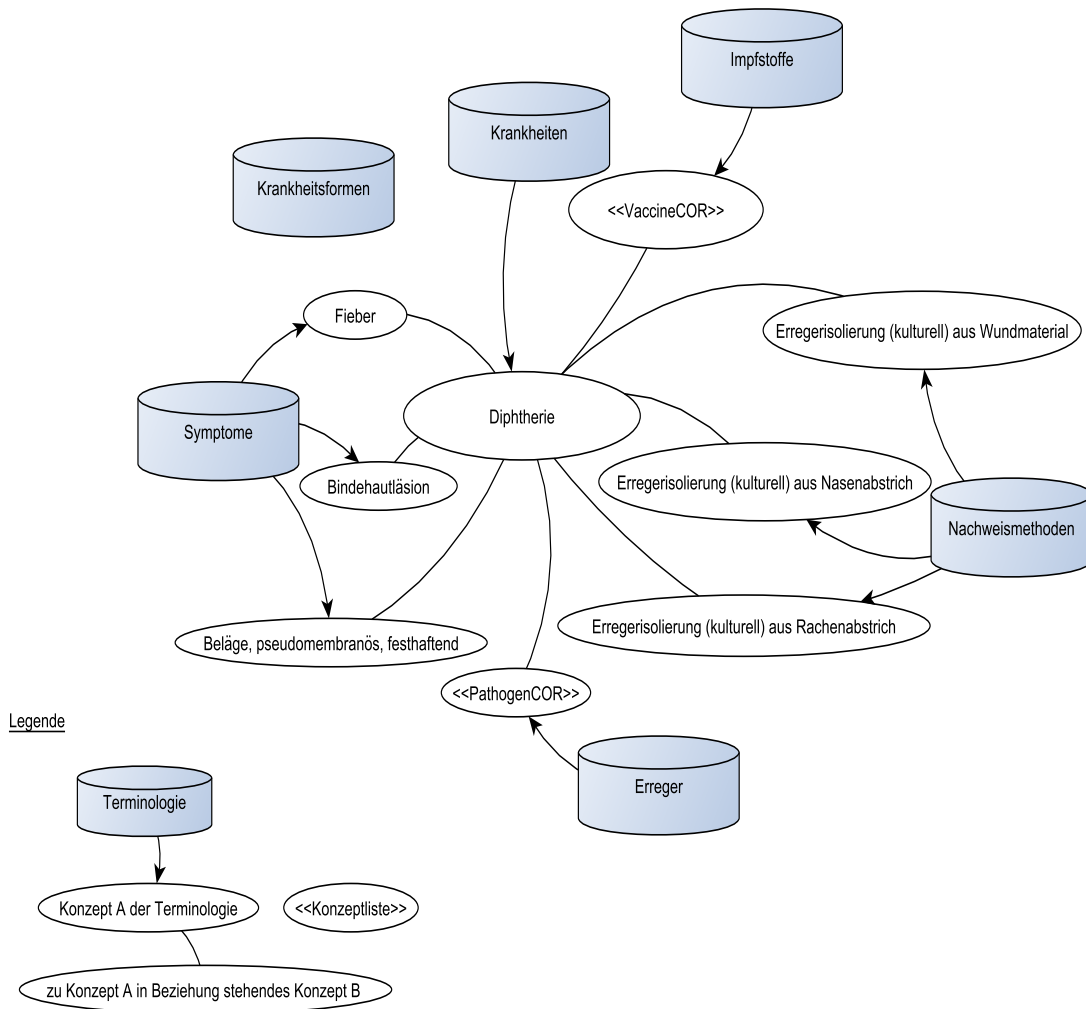 Impfstoffe
Krankheiten
Krankheitsformen
<<VaccineCOR>>
Fieber
Erregerisolierung (kulturell) aus Wundmaterial
Diphtherie
Symptome
Bindehautläsion
Erregerisolierung (kulturell) aus Nasenabstrich
Nachweismethoden
Erregerisolierung (kulturell) aus Rachenabstrich
Beläge, pseudomembranös, festhaftend
<<PathogenCOR>>
Legende
Erreger
Terminologie
Konzept A der Terminologie
<<Konzeptliste>>
zu Konzept A in Beziehung stehendes Konzept B